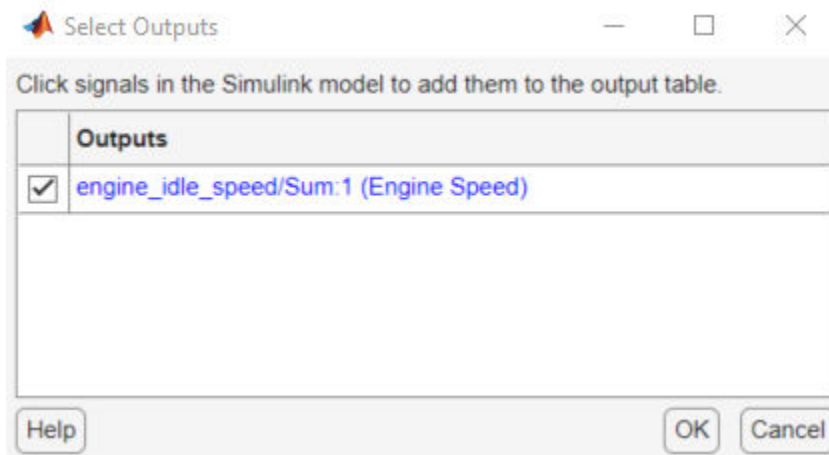 Select Outputs
Click signals in the Simulink model to add them to the output table.
Outputs
engine_idle_speed/Sum:1 (Engine Speed)
Help OK Cancel